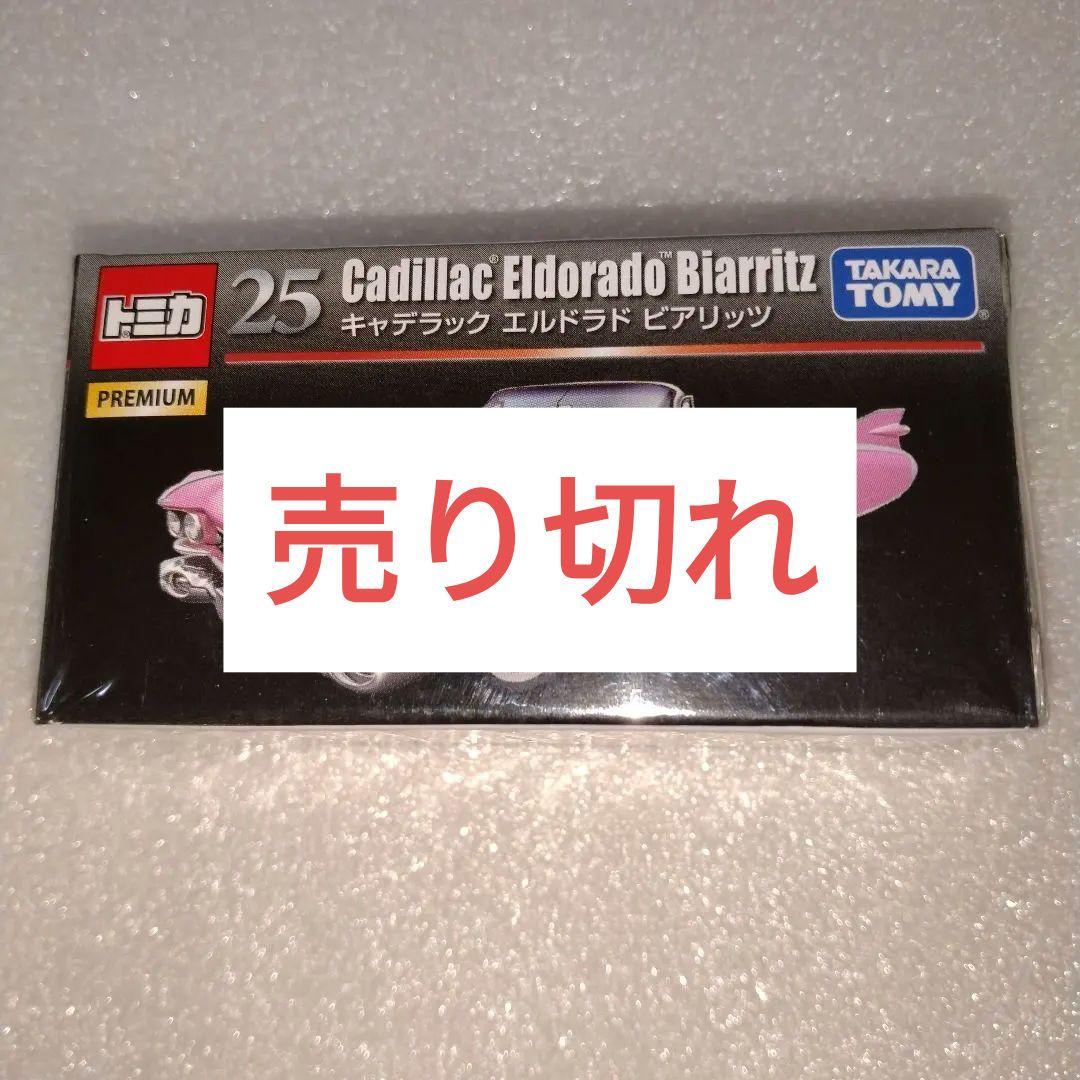 トミカ
PREMIUM
25
Cadillac® Eldorado™ Biarritz
キャデラック エルドラド ビアリッツ
TAKARA
TOMY®
売り切れ